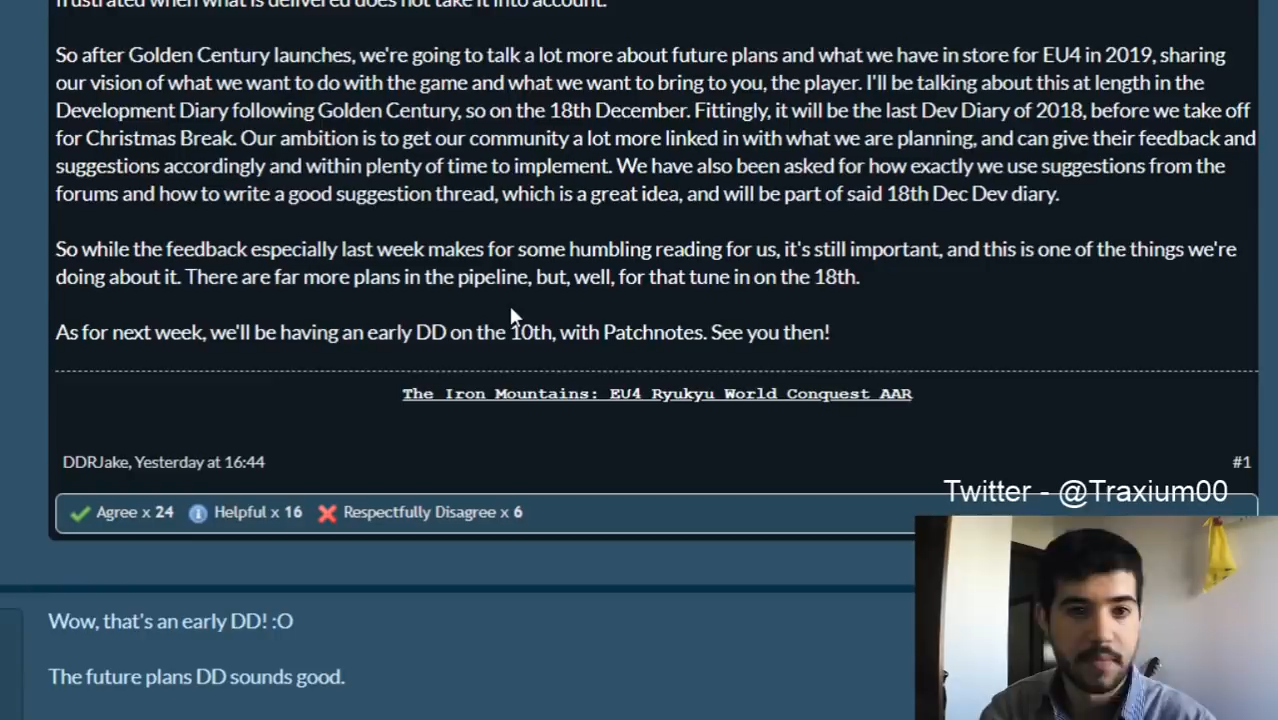 frustrated when what is delivered does not take it into account.
So after Golden Century launches, we're going to talk a lot more about future plans and what we have in store for EU4 in 2019, sharing
our vision of what we want to do with the game and what we want to bring to you, the player. I'll be talking about this at length in the
Development Diary following Golden Century, so on the 18th December. Fittingly, it will be the last Dev Diary of 2018, before we take off
for Christmas Break. Our ambition is to get our community a lot more linked in with what we are planning, and can give their feedback and
suggestions accordingly and within plenty of time to implement. We have also been asked for how exactly we use suggestions from the
forums and how to write a good suggestion thread, which is a great idea, and will be part of said 18th Dec Dev diary.
So while the feedback especially last week makes for some humbling reading for us, it's still important, and this is one of the things we're
doing about it. There are far more plans in the pipeline, but, well, for that tune in on the 18th.
As for next week, we'll be having an early DD on the 10th, with Patchnotes. See you then!
The Iron Mountains: EU4 Ryukyu World Conquest AAR
DDRJake, Yesterday at 16:44 #1
Twitter - @Traxium00
Agree x 24 Helpful x 16 Respectfully Disagree x 6
Wow, that's an early DD! :O
The future plans DD sounds good.